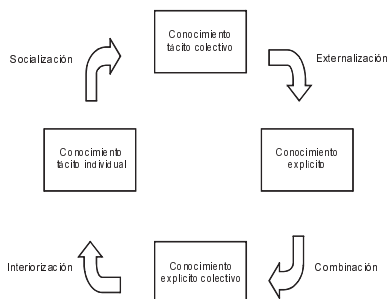 Conocimiento
tácito colectivo
Socialización
Externalización
Conocimiento
tácito individual
Conocimiento
explícito
Interiorización
Conocimiento
explícito colectivo
Combinación